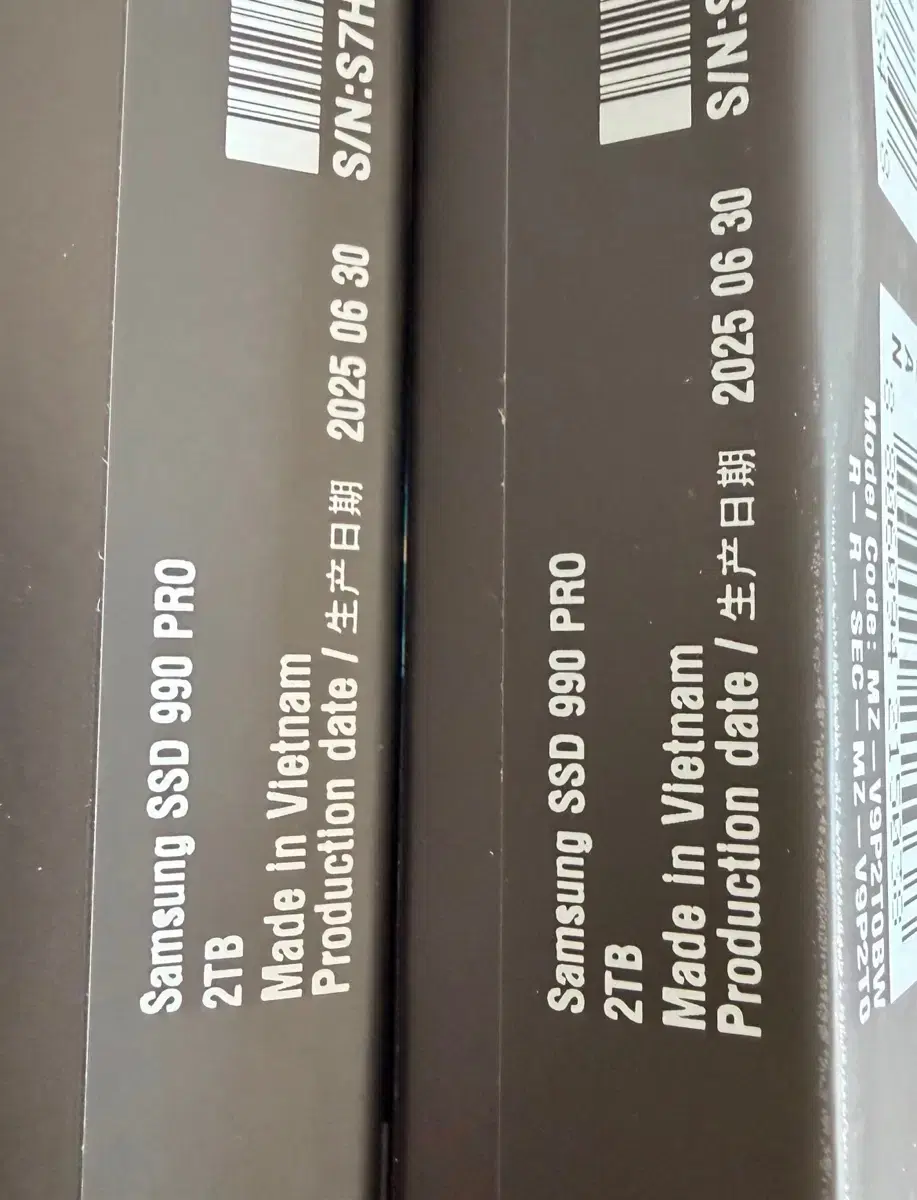 Samsung SSD 990 PRO
2TB
Made in Vietnam
Production date / 生产日期 2025 06 30
S/N:S7H
Samsung SSD 990 PRO
2TB
Made in Vietnam
Production date / 生产日期 2025 06 30
S/N:S
Model Code: MZ-V9P2T0BW
R-R-SEC-MZ-V9P2T0